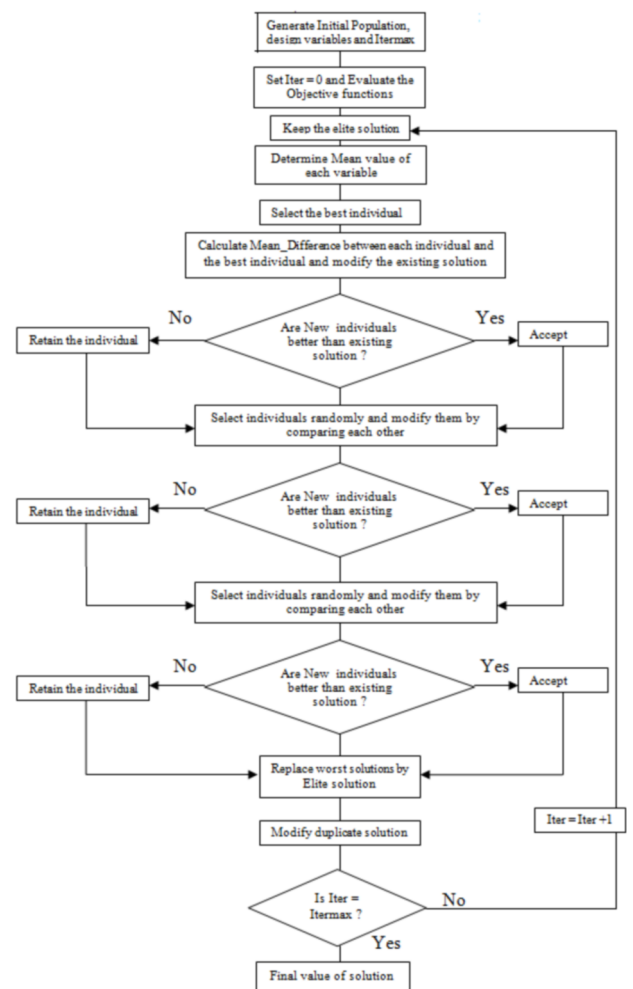 Generate Initial Population,
design variables and Itermax
Set Iter = 0 and Evaluate the
Objective functions
Keep the elite solution
Determine Mean value of
each variable
Select the best individual
Calculate Mean_Difference between each individual and
the best individual and modify the existing solution
No
Yes
Are New individuals
better than existing
solution ?
Retain the individual
Accept
Select individuals randomly and modify them by
comparing each other
No
Yes
Are New individuals
better than existing
solution ?
Retain the individual
Accept
Select individuals randomly and modify them by
comparing each other
No
Yes
Are New individuals
better than existing
solution ?
Retain the individual
Accept
Replace worst solutions by
Elite solution
Iter = Iter +1
Modify duplicate solution
Is Iter =
Itermax ?
No
Yes
Final value of solution